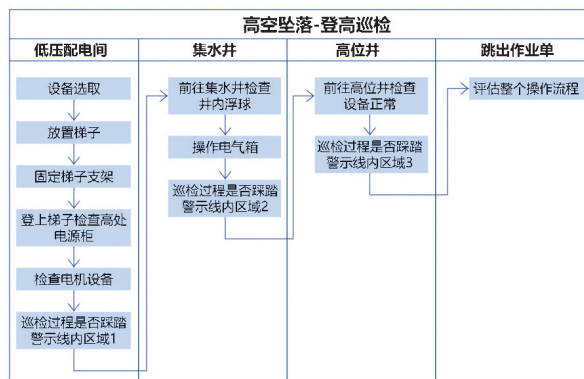 高空坠落-登高巡检
低压配电间
集水井
高位井
跳出作业单
设备选取
放置梯子
固定梯子支架
登上梯子检查高处
电源柜
检查电机设备
巡检过程是否踩踏
警示线内区域1
前往集水井检查
井内浮球
操作电气箱
巡检过程是否踩踏
警示线内区域2
前往高位井检查
设备正常
巡检过程是否踩踏
警示线内区域3
评估整个操作流程